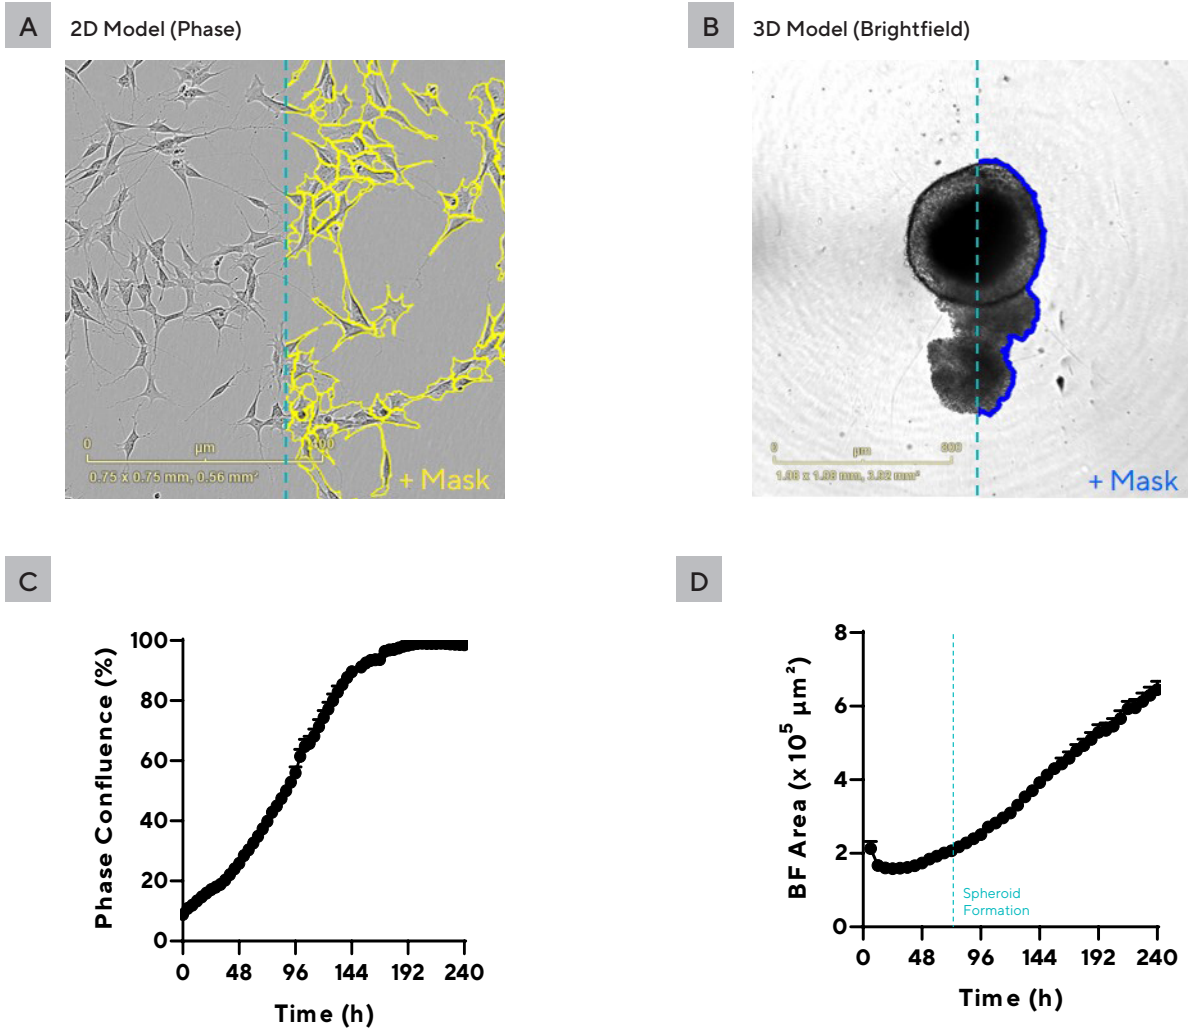 A
2D Model (Phase)
B
3D Model (Brightfield)
0
µm
800
0.75 x 0.75 mm, 0.56 mm²
+ Mask
0
µm
800
+ Mask
C
D
Phase Confluence (%)
100
80
60
40
20
0
0 48 96 144 192 240
Time (h)
BF Area (x 10⁵ µm²)
8
6
4
2
0
Spheroid
Formation
0 48 96 144 192 240
Time (h)